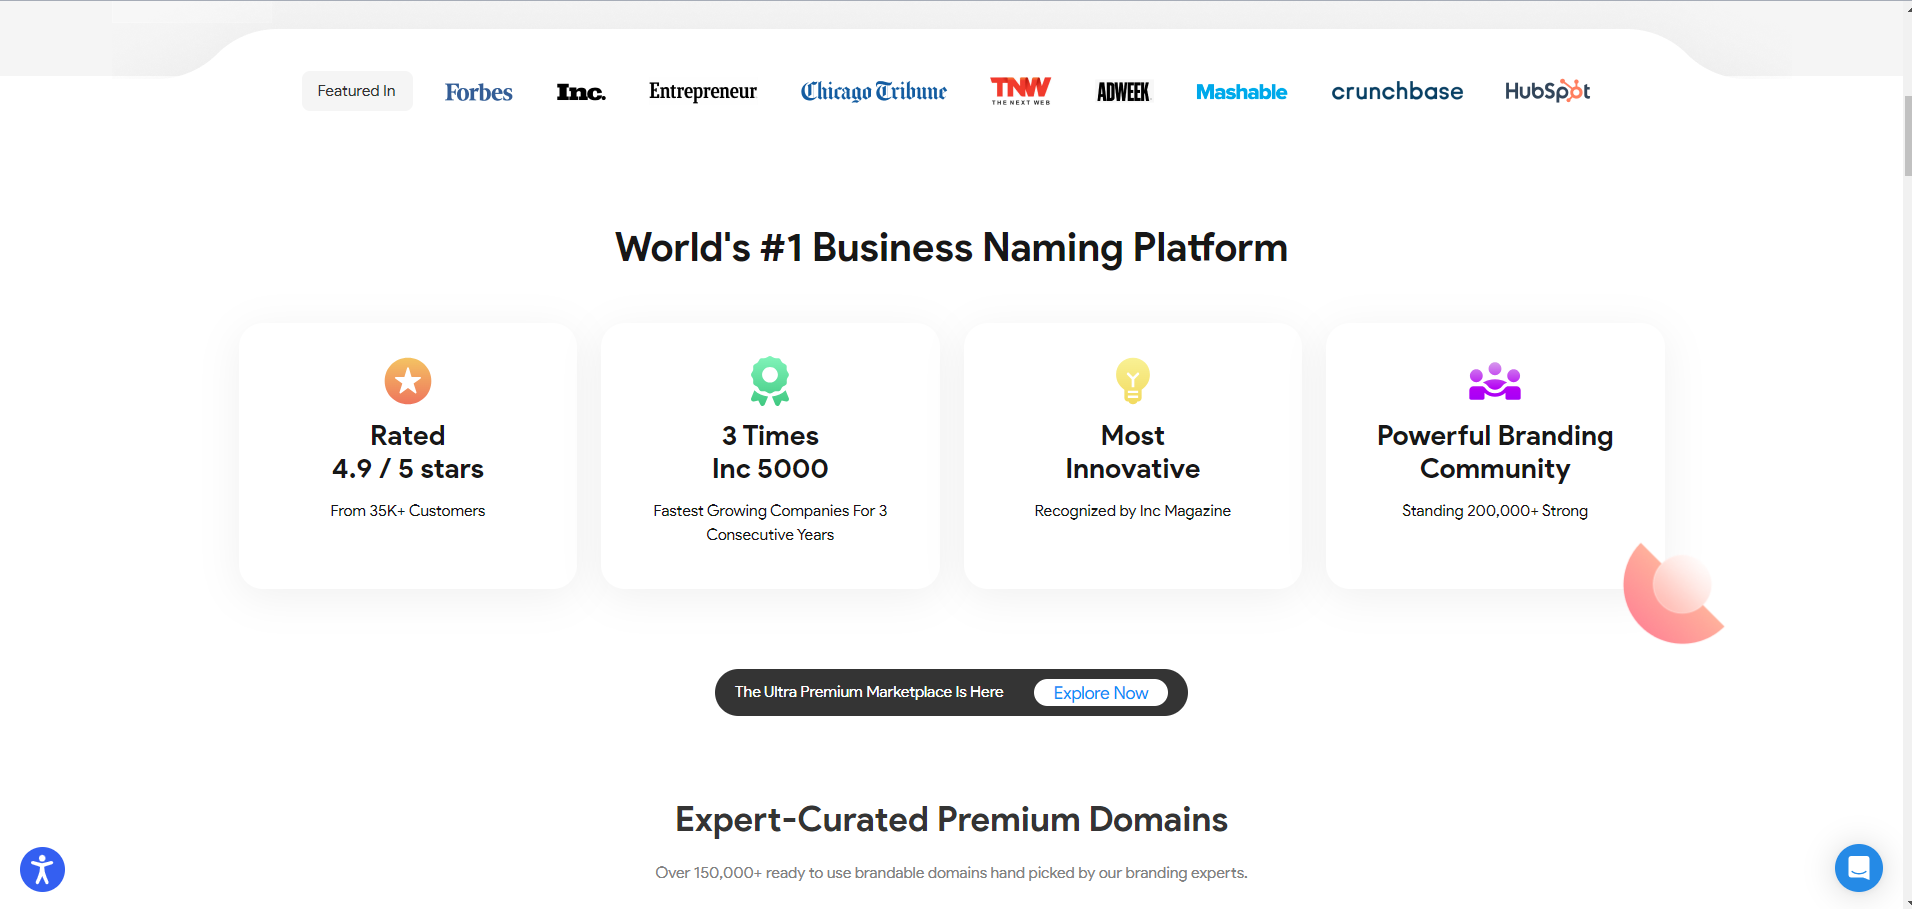 Featured In Forbes Inc. Entrepreneur Chicago Tribune TNW ADWEEK Mashable crunchbase HubSpot
THE NEXT WEB
World's #1 Business Naming Platform
Rated
4.9 / 5 stars
From 35K+ Customers
3 Times
Inc 5000
Fastest Growing Companies For 3
Consecutive Years
Most
Innovative
Recognized by Inc Magazine
Powerful Branding
Community
Standing 200,000+ Strong
The Ultra Premium Marketplace Is Here Explore Now
Expert-Curated Premium Domains
Over 150,000+ ready to use brandable domains hand picked by our branding experts.